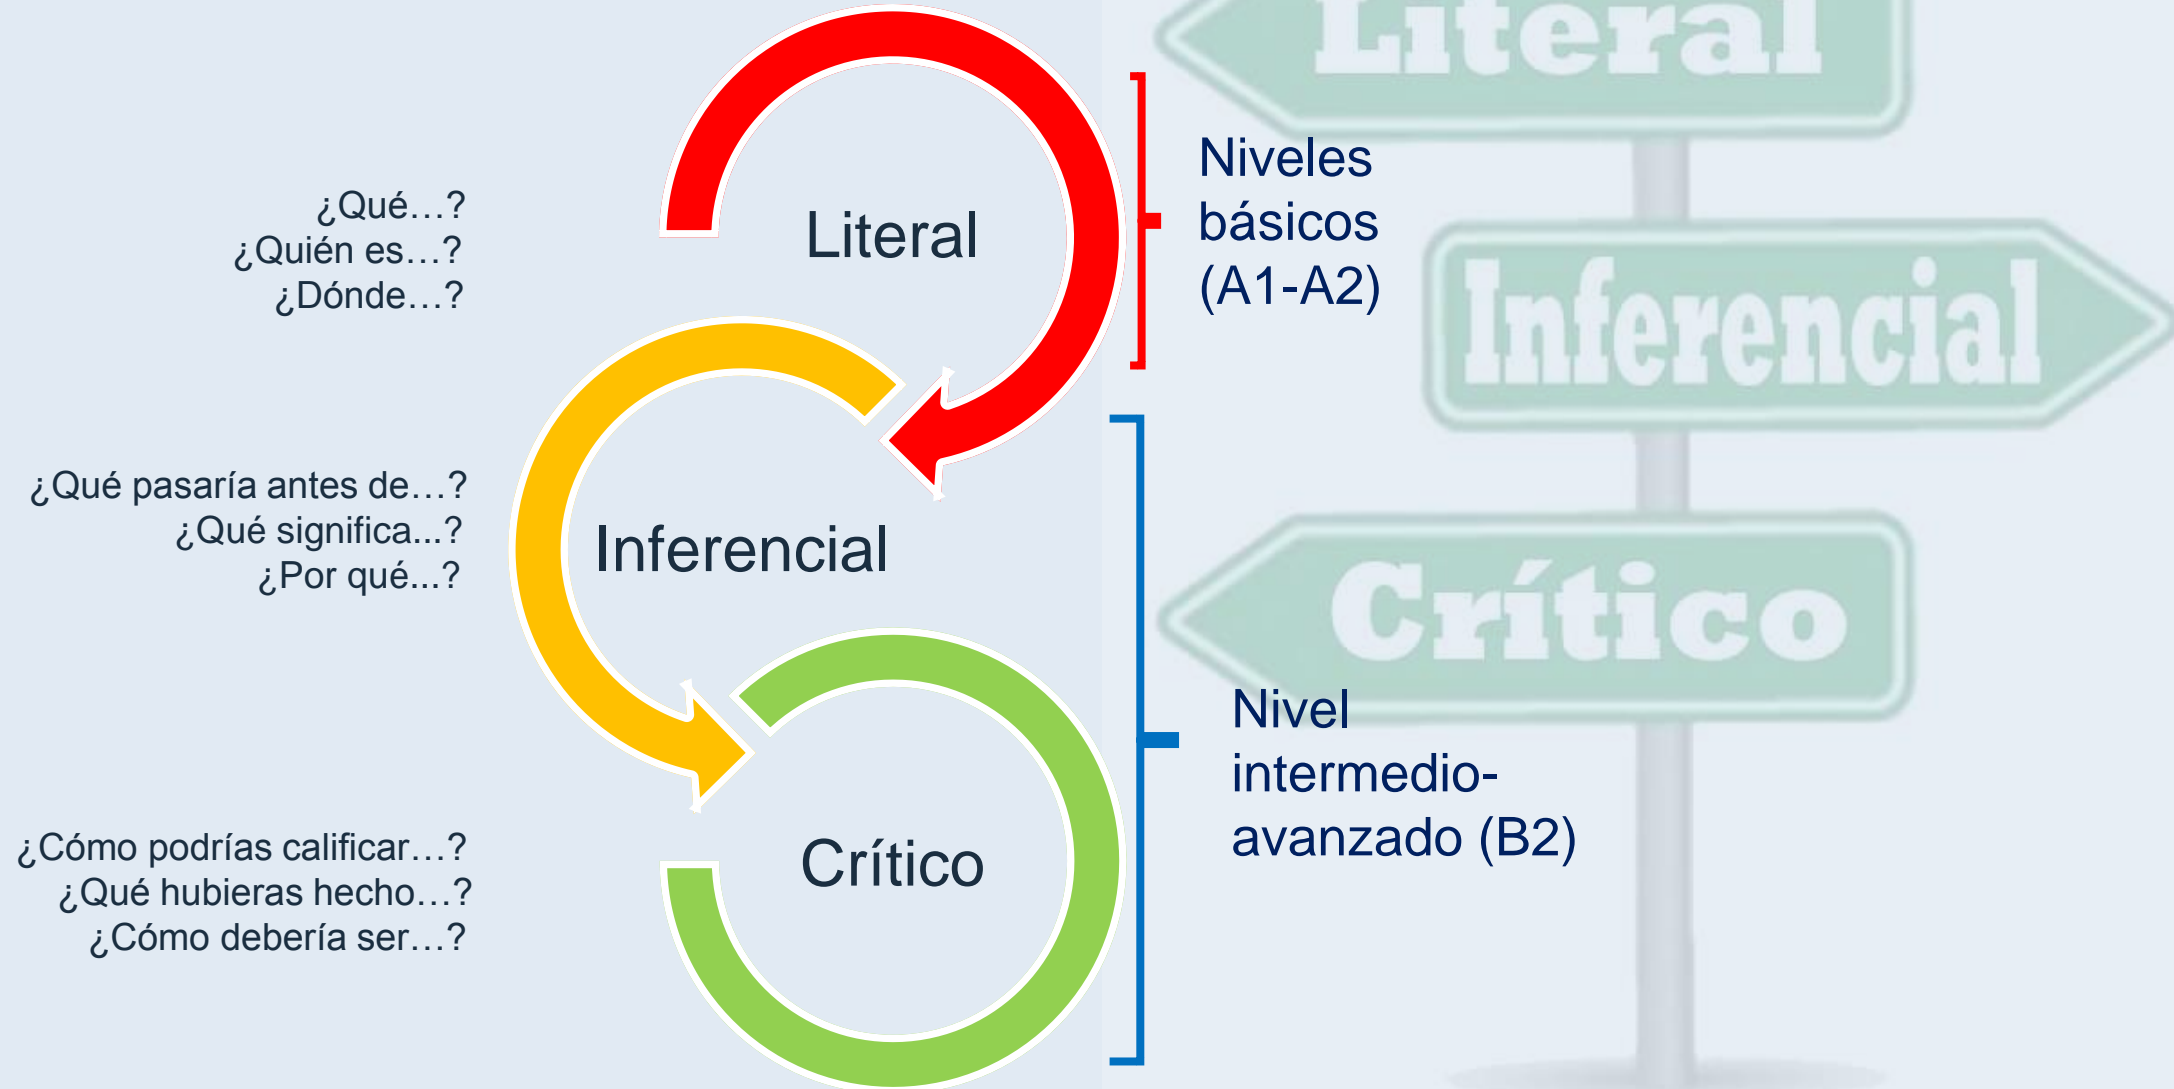 ¿Qué…?
¿Quién es…?
¿Dónde…?
Literal
Niveles
básicos
(A1-A2)
¿Qué pasaría antes de…?
¿Qué significa...?
¿Por qué...?
Inferencial
¿Cómo podrías calificar…?
¿Qué hubieras hecho…?
¿Cómo debería ser…?
Crítico
Nivel
intermedio-
avanzado (B2)
Literal
Inferencial
Crítico